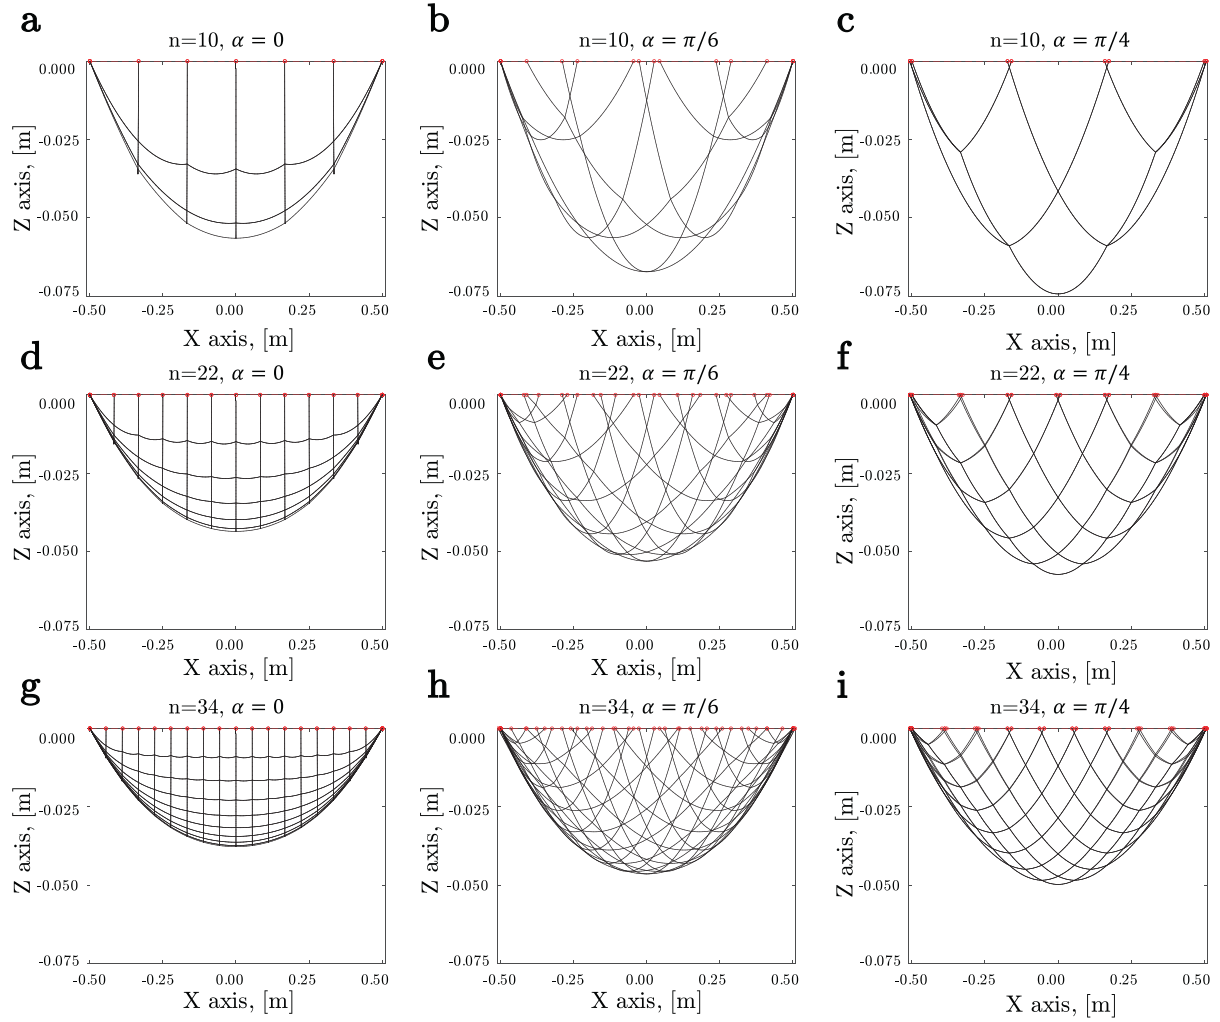 a b c
n=10, α = 0 n=10, α = π/6 n=10, α = π/4
0.000 0.000 0.000
-0.025 -0.025 -0.025
-0.050 -0.050 -0.050
-0.075 -0.075 -0.075
Z axis, [m] Z axis, [m] Z axis, [m]
-0.50 -0.25 0.00 0.25 0.50 -0.50 -0.25 0.00 0.25 0.50 -0.50 -0.25 0.00 0.25 0.50
X axis, [m] X axis, [m] X axis, [m]
d e f
n=22, α = 0 n=22, α = π/6 n=22, α = π/4
0.000 0.000 0.000
-0.025 -0.025 -0.025
-0.050 -0.050 -0.050
-0.075 -0.075 -0.075
Z axis, [m] Z axis, [m] Z axis, [m]
-0.50 -0.25 0.00 0.25 0.50 -0.50 -0.25 0.00 0.25 0.50 -0.50 -0.25 0.00 0.25 0.50
X axis, [m] X axis, [m] X axis, [m]
g h i
n=34, α = 0 n=34, α = π/6 n=34, α = π/4
0.000 0.000 0.000
-0.025 -0.025 -0.025
-0.050 -0.050 -0.050
-0.075 -0.075 -0.075
Z axis, [m] Z axis, [m] Z axis, [m]
-0.50 -0.25 0.00 0.25 0.50 -0.50 -0.25 0.00 0.25 0.50 -0.50 -0.25 0.00 0.25 0.50
X axis, [m] X axis, [m] X axis, [m]